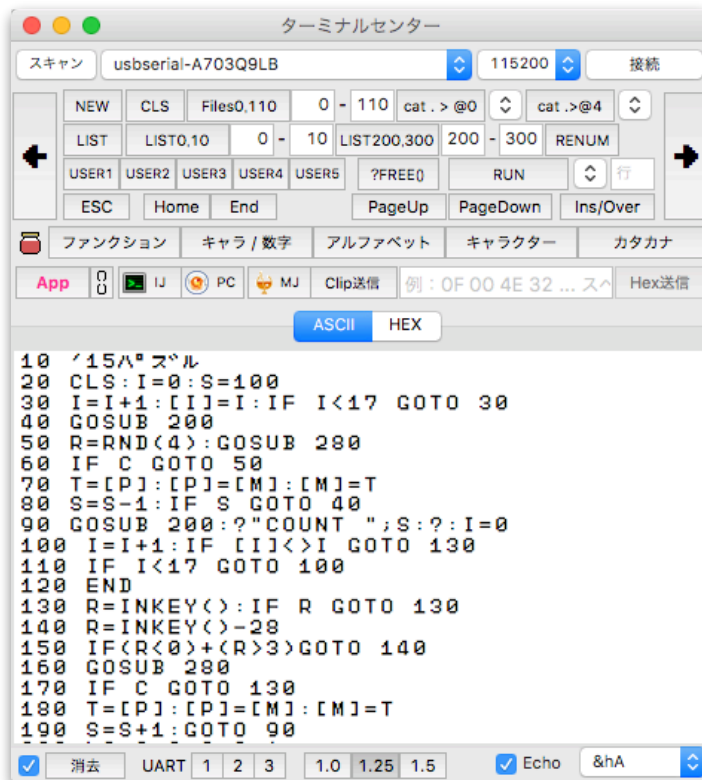 ターミナルセンター
スキャン usbserial-A703Q9LB 115200 接続
NEW CLS Files0,110 0 - 110 cat . > @0 cat .>@4
LIST LIST0,10 0 - 10 LIST200,300 200 - 300 RENUM
USER1 USER2 USER3 USER4 USER5 ?FREE() RUN 行
ESC Home End PageUp PageDown Ins/Over
ファンクション キャラ / 数字 アルファベット キャラクター カタカナ
App IJ PC MJ Clip送信 例：0F 00 4E 32 ... スペ Hex送信
ASCII HEX
10 '15パズル
20 CLS:I=0:S=100
30 I=I+1:[I]=I:IF I<17 GOTO 30
40 GOSUB 200
50 R=RND(4):GOSUB 280
60 IF C GOTO 50
70 T=[P]:[P]=[M]:[M]=T
80 S=S-1:IF S GOTO 40
90 GOSUB 200:?"COUNT ";S:?:I=0
100 I=I+1:IF [I]<>I GOTO 130
110 IF I<17 GOTO 100
120 END
130 R=INKEY():IF R GOTO 130
140 R=INKEY()-28
150 IF(R<0)+(R>3)GOTO 140
160 GOSUB 280
170 IF C GOTO 130
180 T=[P]:[P]=[M]:[M]=T
190 S=S+1:GOTO 90
消去 UART 1 2 3 1.0 1.25 1.5 Echo &hA